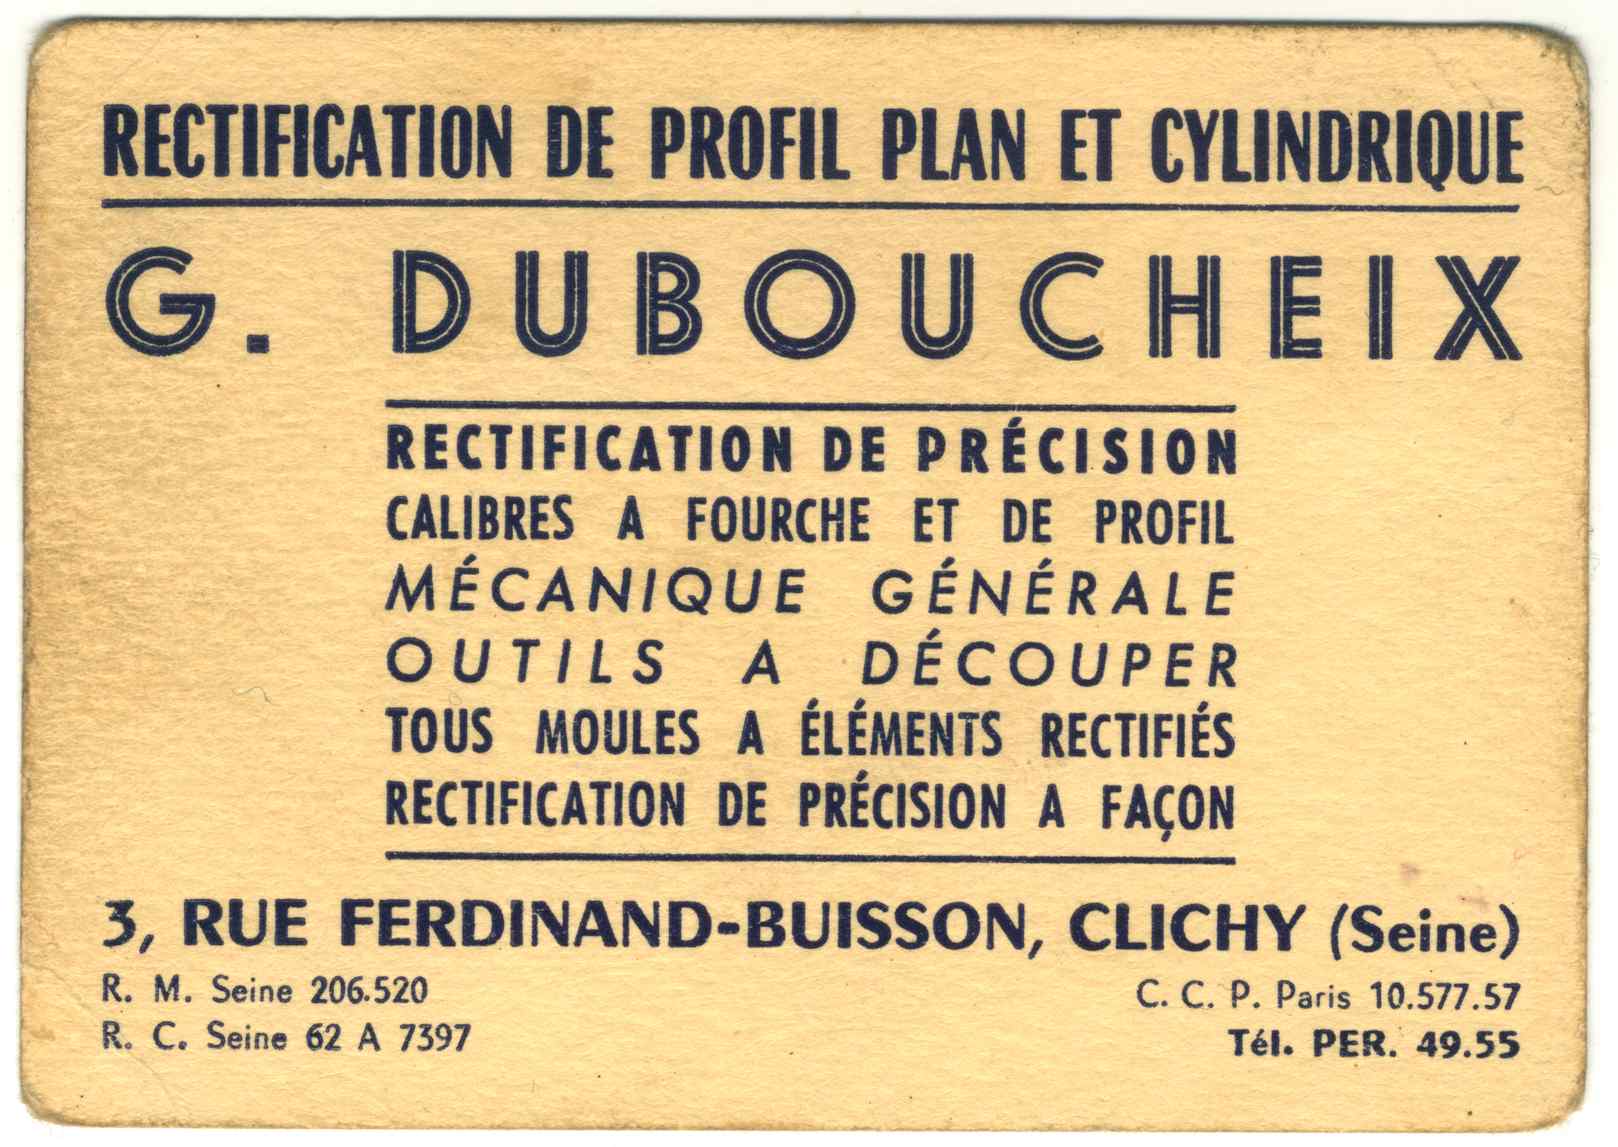 RECTIFICATION DE PROFIL PLAN ET CYLINDRIQUE
G. DUBOUCHEIX
RECTIFICATION DE PRÉCISION
CALIBRES A FOURCHE ET DE PROFIL
MÉCANIQUE GÉNÉRALE
OUTILS A DÉCOUPER
TOUS MOULES A ÉLÉMENTS RECTIFIÉS
RECTIFICATION DE PRÉCISION A FAÇON
3, RUE FERDINAND-BUISSON, CLICHY (Seine)
R. M. Seine 206.520
R. C. Seine 62 A 7397
C. C. P. Paris 10.577.57
Tél. PER. 49.55